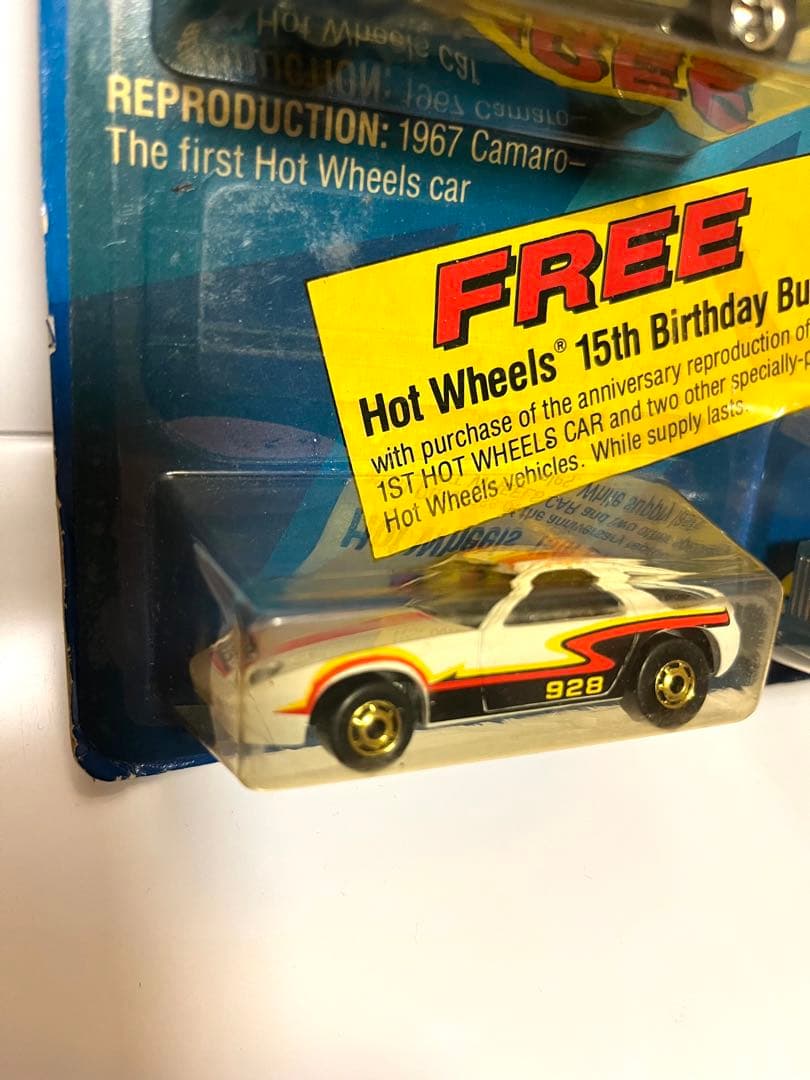 REPRODUCTION: 1967 Camaro–
The first Hot Wheels car
FREE
Hot Wheels® 15th Birthday Bu
with purchase of the anniversary reproduction of
1ST HOT WHEELS CAR and two other specially-p
Hot Wheels vehicles. While supply lasts.
928